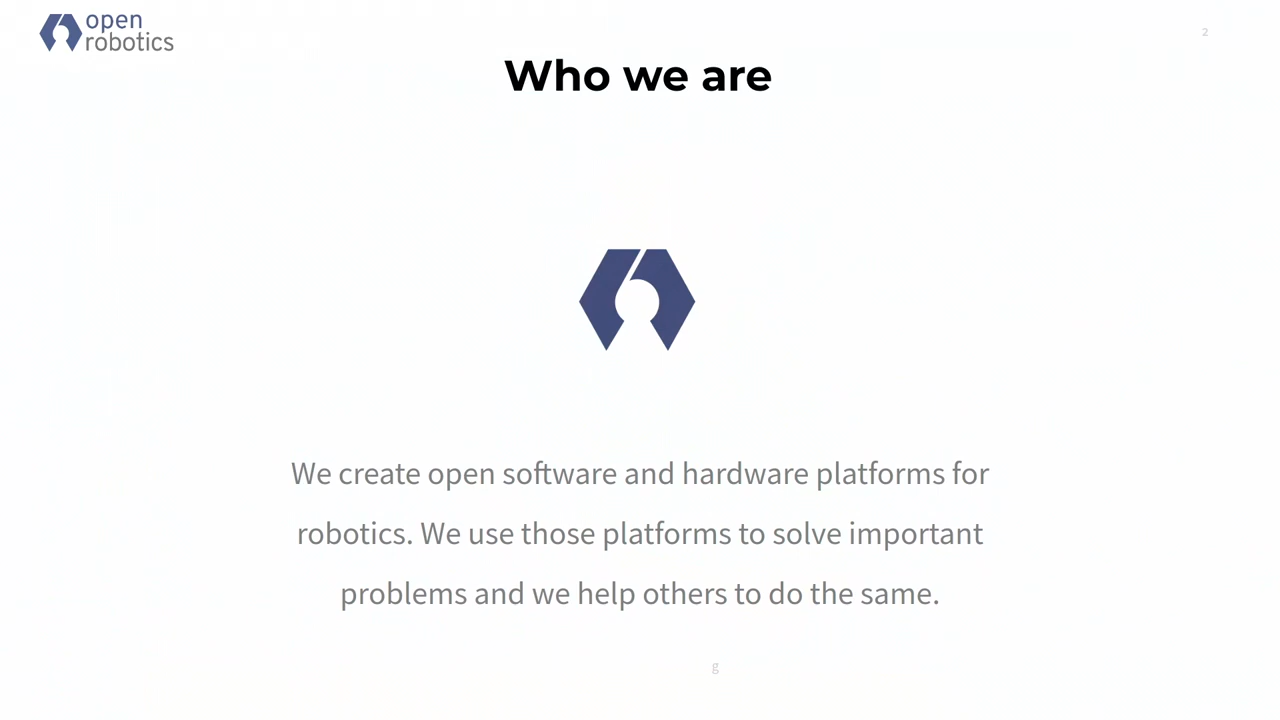 open
robotics
2
Who we are
We create open software and hardware platforms for
robotics. We use those platforms to solve important
problems and we help others to do the same.
g